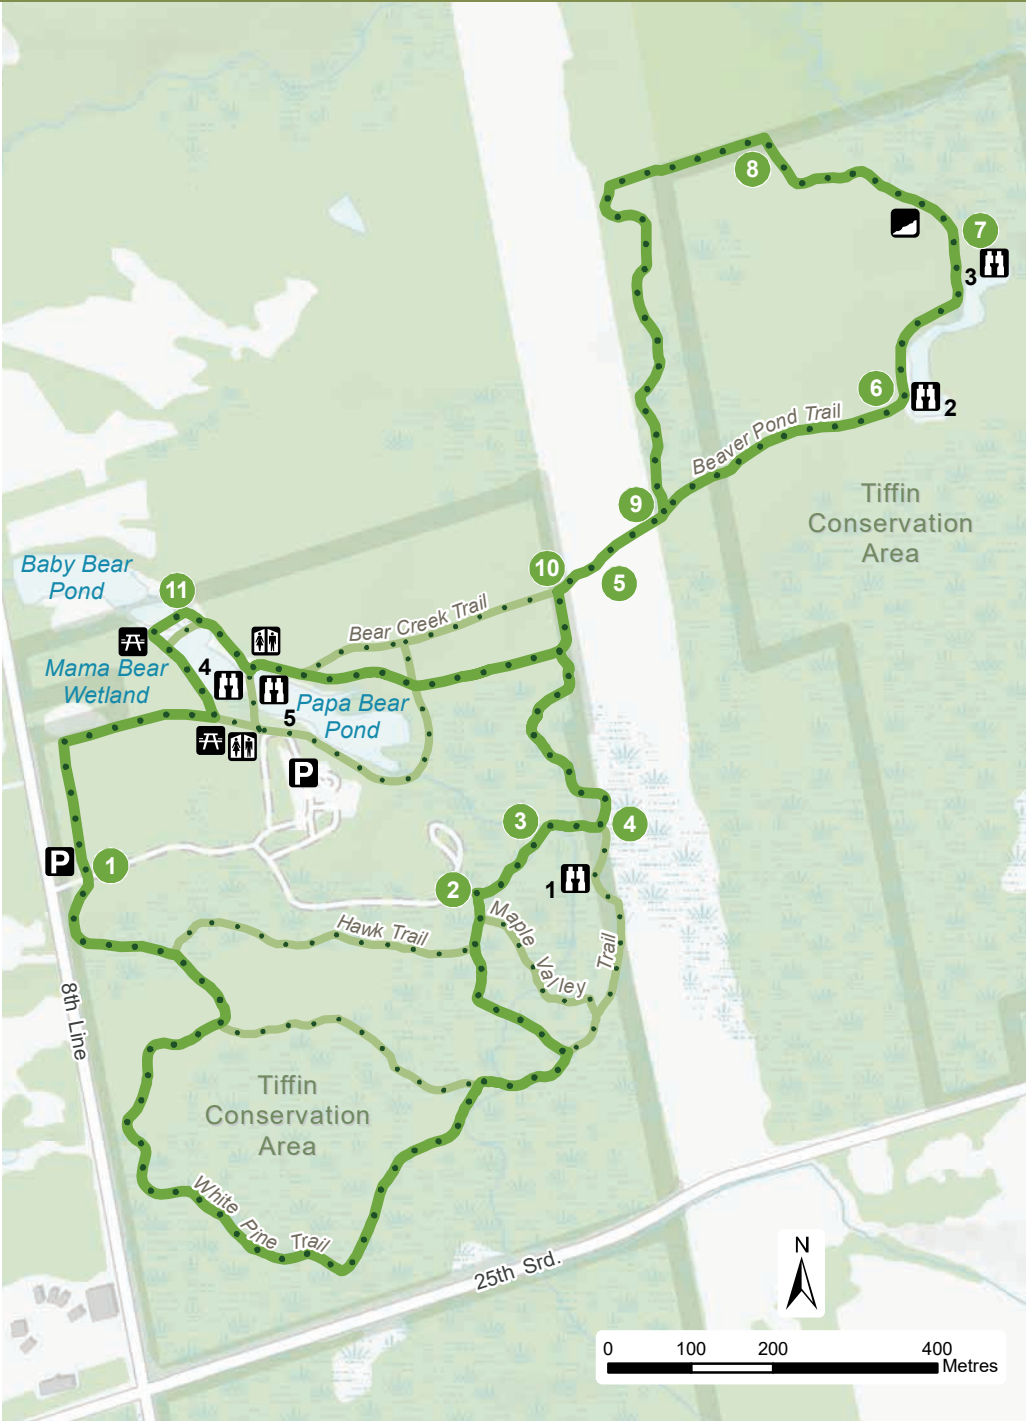 8
7
3
6
2
Beaver Pond Trail
Tiffin
Conservation
Area
9
10
5
Baby Bear
Pond
11
Bear Creek Trail
Mama Bear
Wetland
4
5
Papa Bear
Pond
P
3
4
P
1
2
1
Hawk Trail
Maple
Valley
Trail
8th Line
Tiffin
Conservation
Area
White Pine Trail
25th Srd.
N
0 100 200 400
Metres